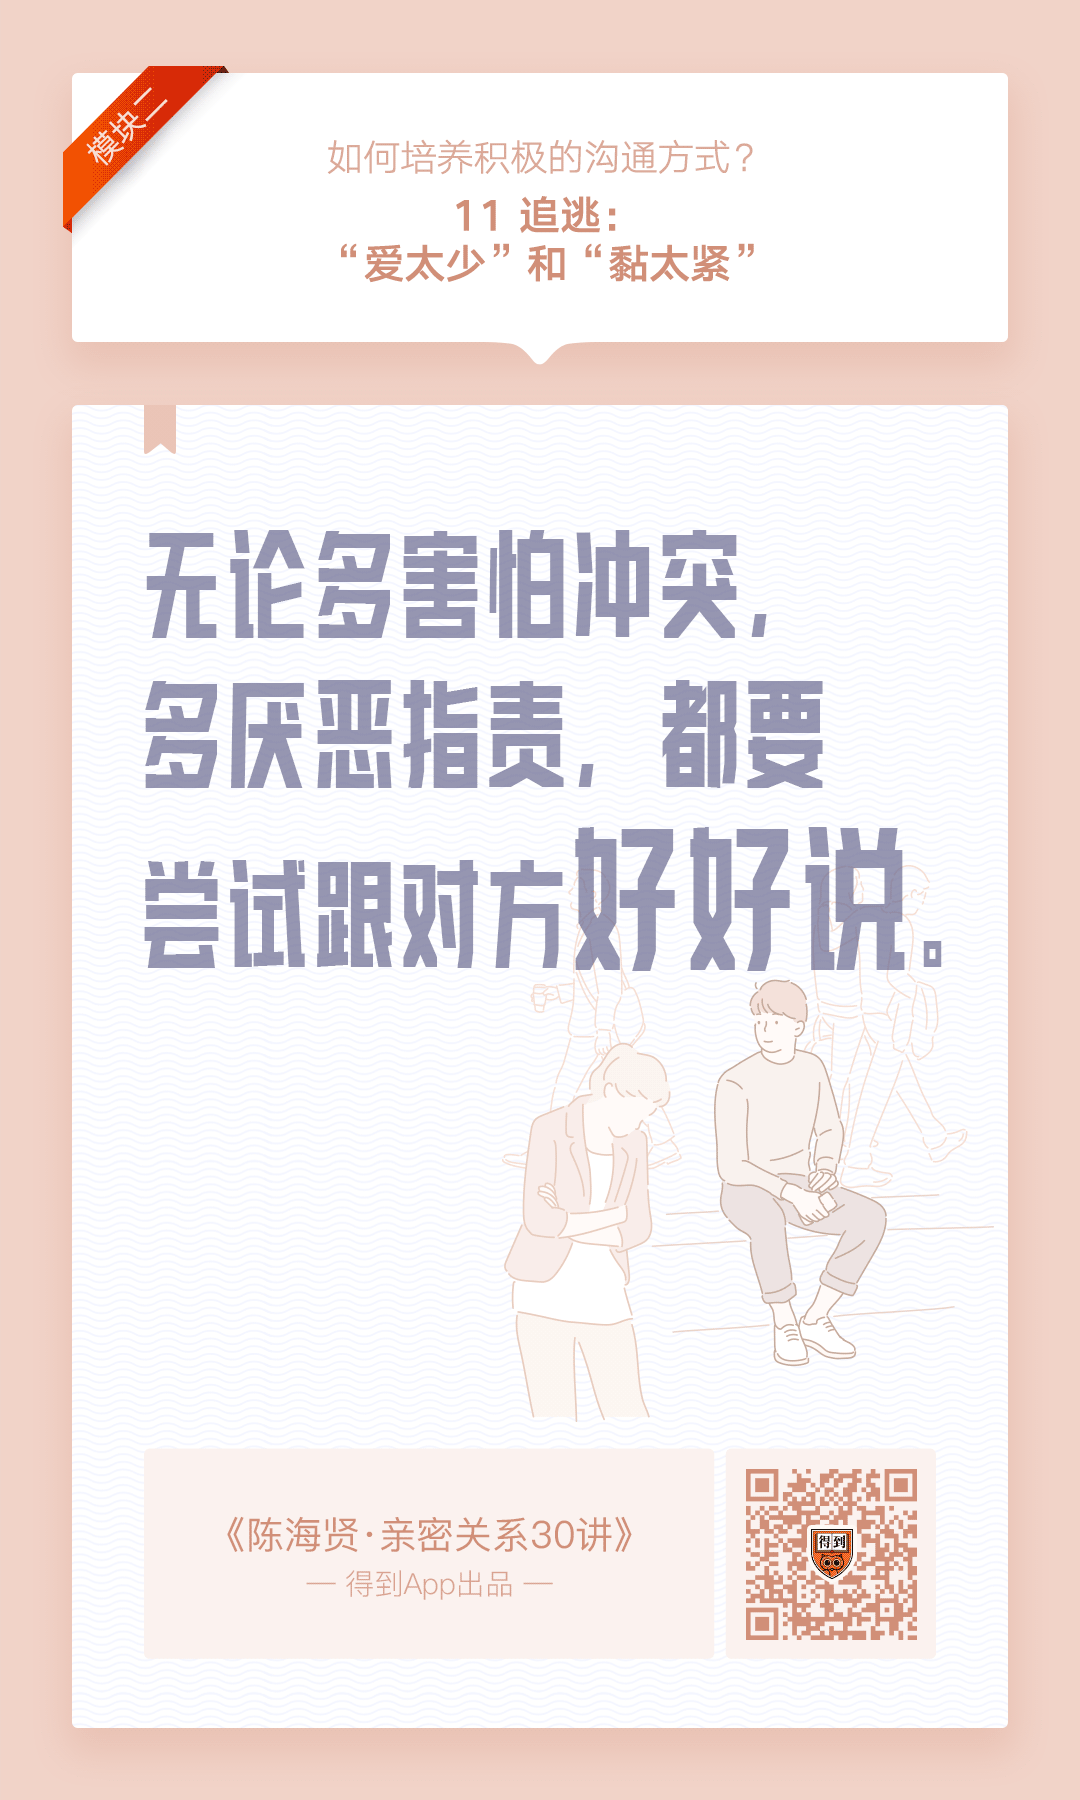 模块二
如何培养积极的沟通方式？
11 追逃：
“爱太少”和“黏太紧”
无论多害怕冲突，
多厌恶指责，都要
尝试跟对方好好说。
《陈海贤·亲密关系30讲》
— 得到App出品 —
得到